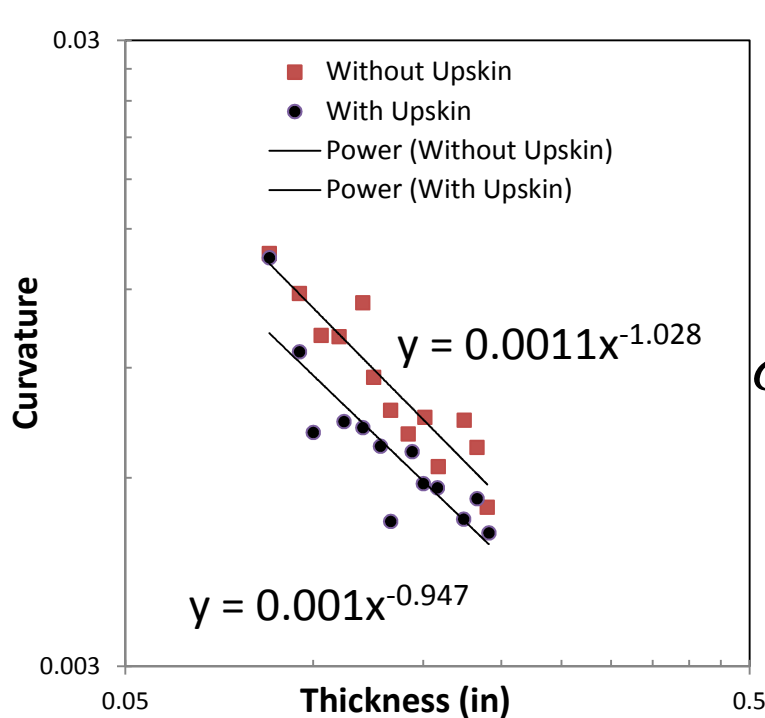 0.03
Without Upskin
With Upskin
Power (Without Upskin)
Power (With Upskin)
Curvature
y = 0.0011x^-1.028
y = 0.001x^-0.947
0.003
0.05
Thickness (in)
0.5